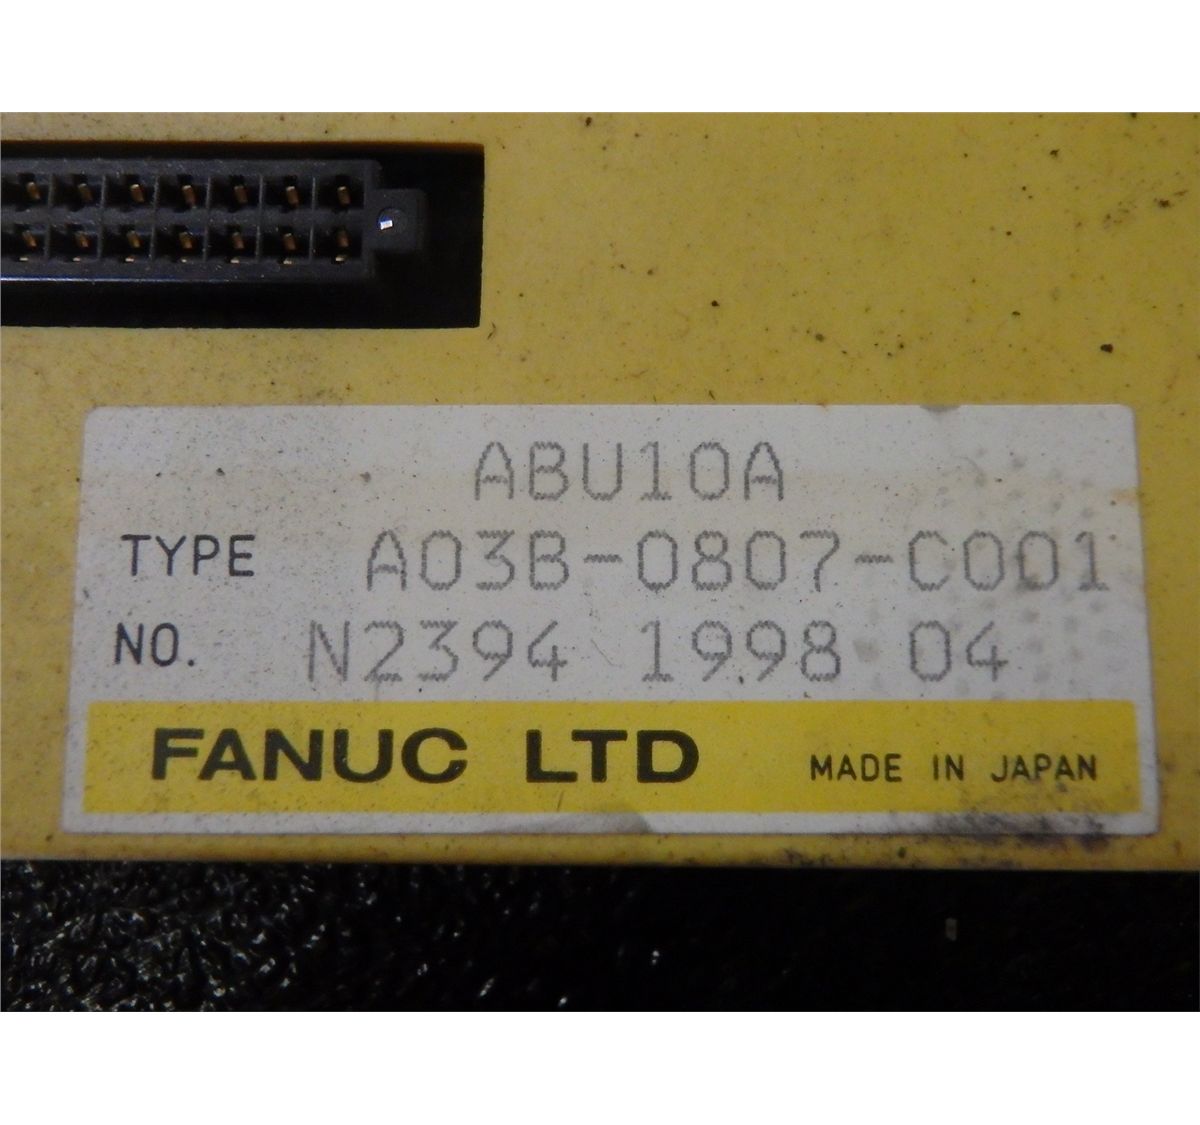 ABU10A
TYPE A03B-0807-C001
NO. N2394 1998 04
FANUC LTD MADE IN JAPAN